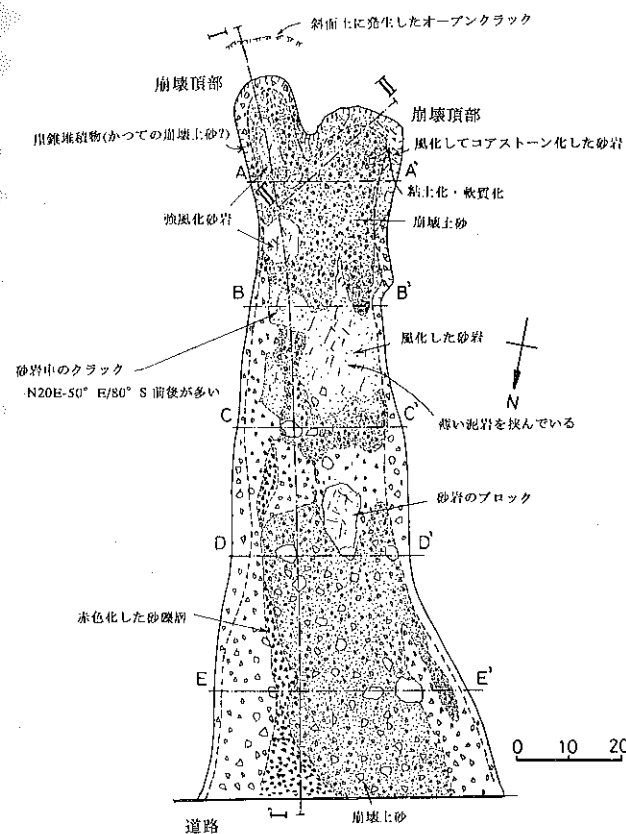 斜面上に発生したオープンクラック
I
崩壊頂部
II
崩壊頂部
崖錐堆積物(かつての崩壊土砂?)
風化してコアストーン化した砂岩
A
A'
II
粘土化・軟質化
強風化砂岩
崩壊土砂
B
B'
風化した砂岩
砂岩中のクラック
N20E-50°E/80°S前後が多い
N
薄い泥岩を挟んでいる
C
C'
砂岩のブロック
D
D'
赤色化した砂礫層
E
E'
0 10 20
I
崩壊土砂
道路